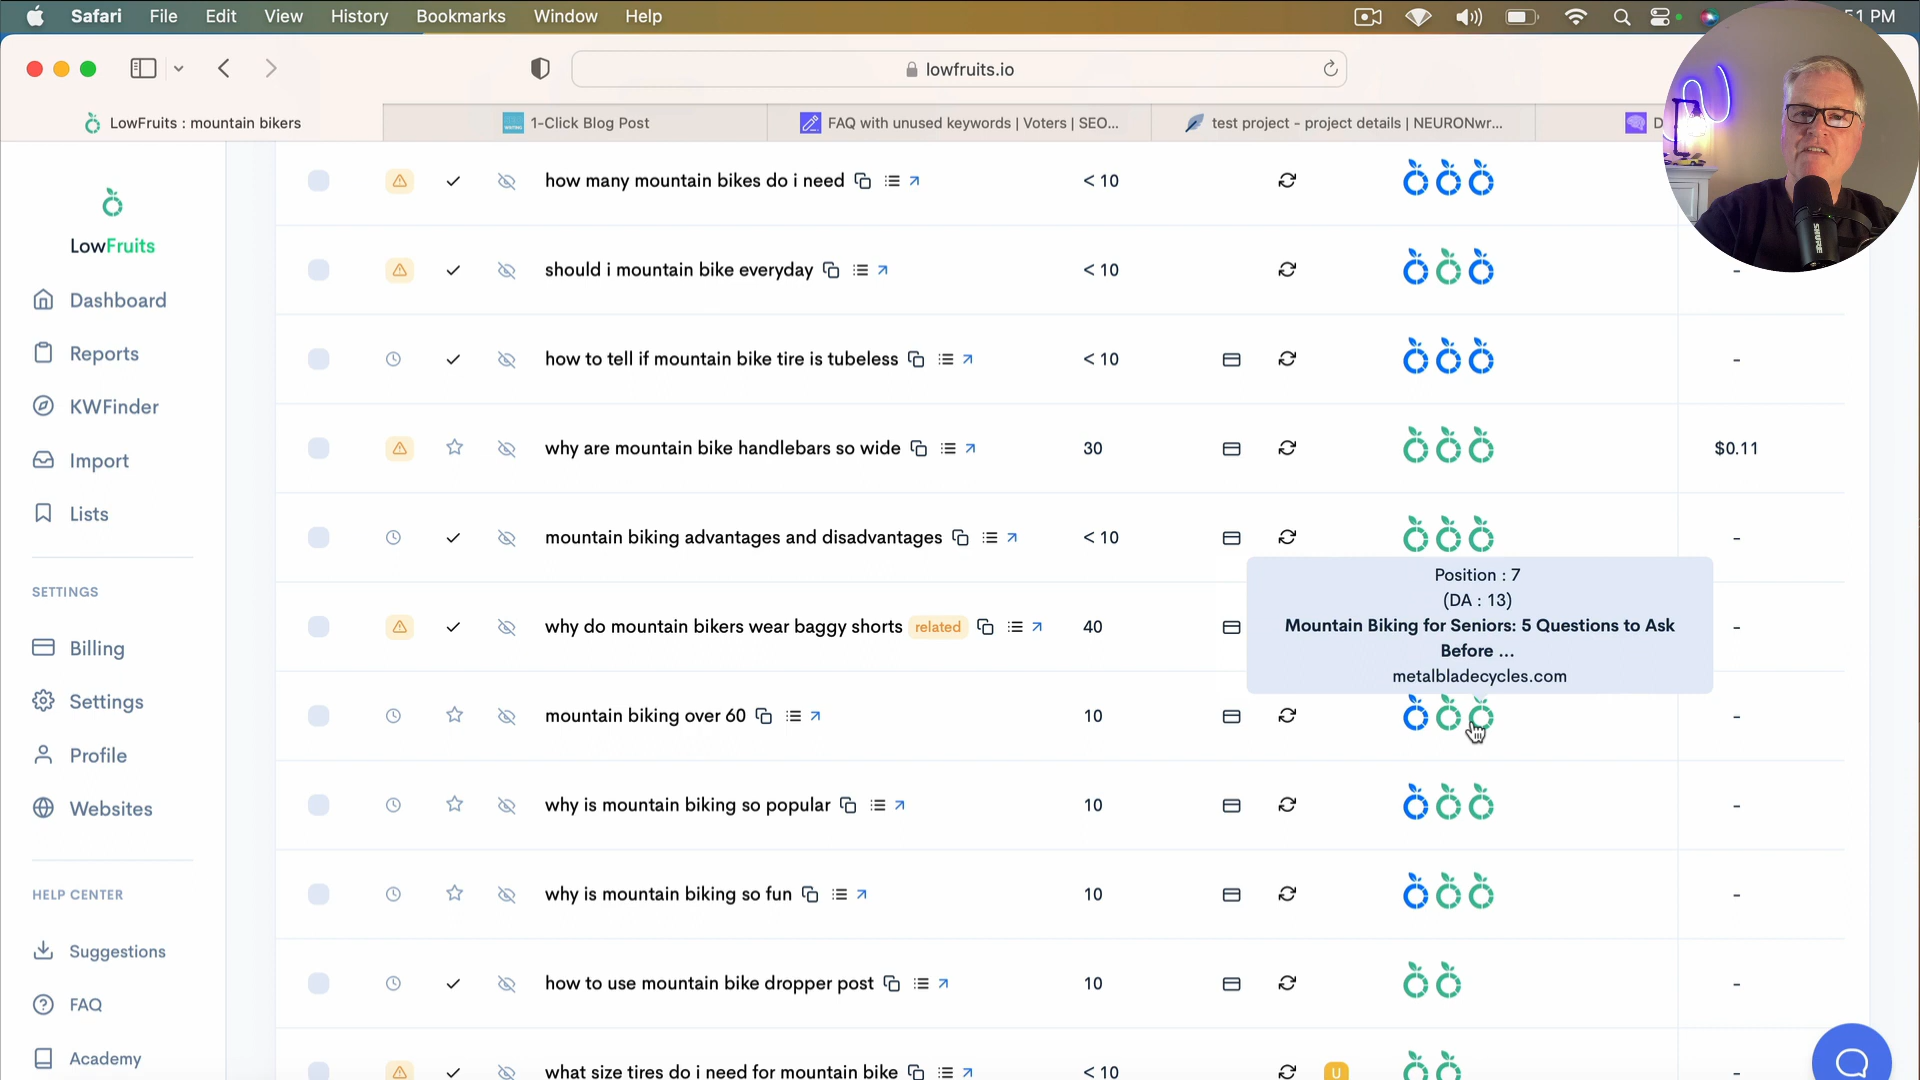 Safari File Edit View History Bookmarks Window Help
51 PM
lowfruits.io
LowFruits : mountain bikers
1-Click Blog Post
FAQ with unused keywords | Voters | SEO...
test project - project details | NEURONwr...
D
LowFruits
Dashboard
Reports
KWFinder
Import
Lists
SETTINGS
Billing
Settings
Profile
Websites
HELP CENTER
Suggestions
FAQ
Academy
how many mountain bikes do i need < 10
should i mountain bike everyday < 10 -
how to tell if mountain bike tire is tubeless < 10 -
why are mountain bike handlebars so wide 30 $0.11
mountain biking advantages and disadvantages < 10 -
why do mountain bikers wear baggy shorts related 40 -
Position : 7
(DA : 13)
Mountain Biking for Seniors: 5 Questions to Ask
Before ...
metalbladecycles.com
mountain biking over 60 10 -
why is mountain biking so popular 10 -
why is mountain biking so fun 10 -
how to use mountain bike dropper post 10 -
what size tires do i need for mountain bike < 10 U -